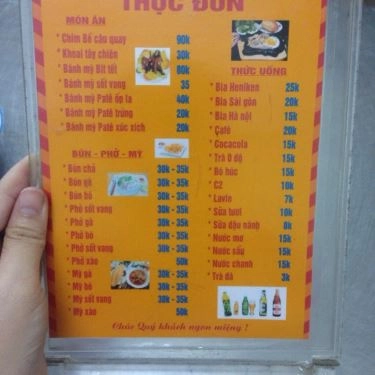 THỰC ĐƠN
MÓN ĂN
* Chim Bồ câu quay 90k
* Khoai tây chiên 30k
* Bánh mỳ Bít tết 60k
* Bánh mỳ sốt vang 35
* Bánh mỳ Patê ốp la 40k
* Bánh mỳ Patê trứng 20k
* Bánh mỳ Patê xúc xích 20k
BÚN - PHỞ - MỲ
* Bún chả 30k - 35k
* Bún gà 30k - 35k
* Bún bò 30k - 35k
* Phở sốt vang 30k - 35k
* Phở gà 30k - 35k
* Phở bò 30k - 35k
* Phở sốt vang 30k - 35k
* Phở xào 50k
* Mỳ gà 30k - 35k
* Mỳ bò 30k - 35k
* Mỳ sốt vang 30k - 35k
* Mỳ xào 50k
THỨC UỐNG
* Bia Heniken 25k
* Bia Sài gòn 20k
* Bia Hà nội 15k
* Càfê 20k
* Cocacola 15k
* Trà O độ 15k
* Bò húc 15k
* C2 10k
* Lavie 7k
* Sữa tươi 10k
* Sữa đậu nành 8k
* Nước mơ 15k
* Nước sấu 15k
* Nước chanh 15k
* Trà đá 3k
Chúc Quý khách ngon miệng !